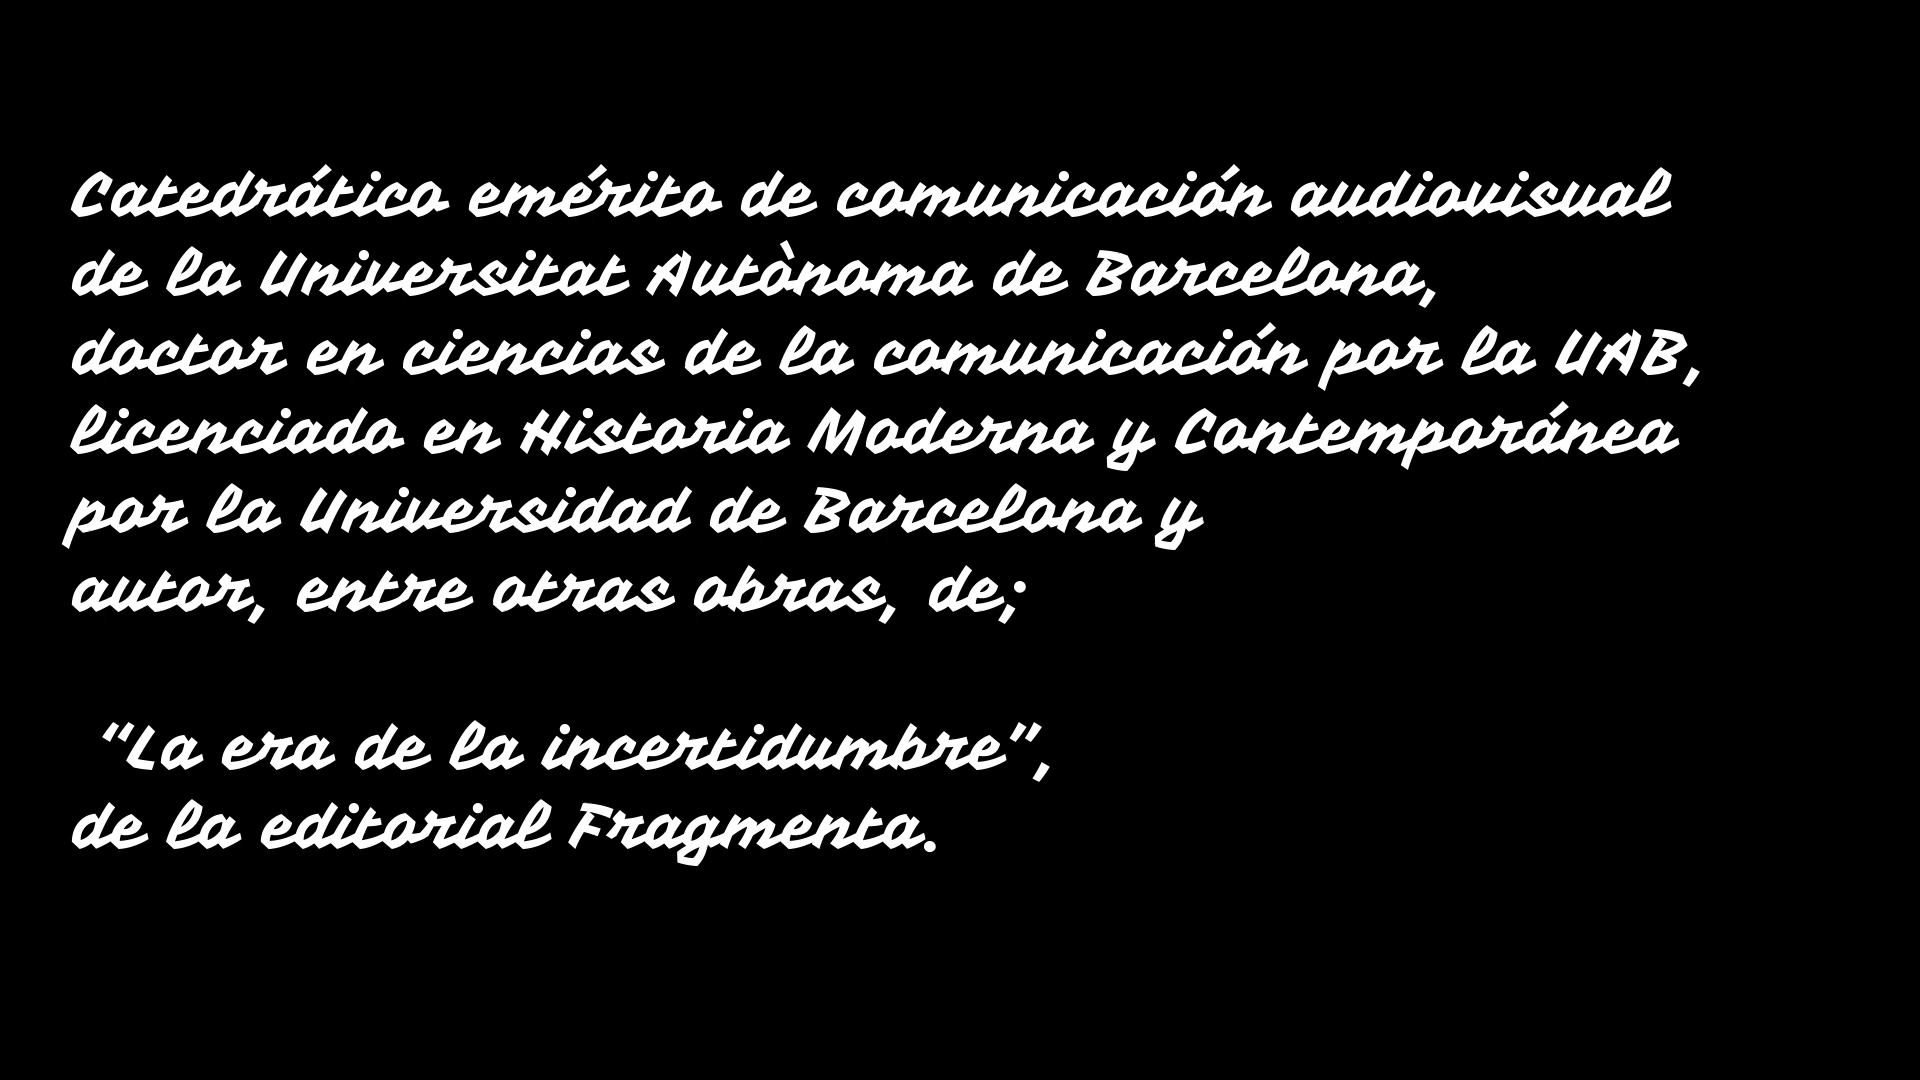 Catedrático emérito de comunicación audiovisual
de la Universitat Autònoma de Barcelona,
doctor en ciencias de la comunicación por la UAB,
licenciado en Historia Moderna y Contemporánea
por la Universidad de Barcelona y
autor, entre otras obras, de;
“La era de la incertidumbre”,
de la editorial Fragmenta.